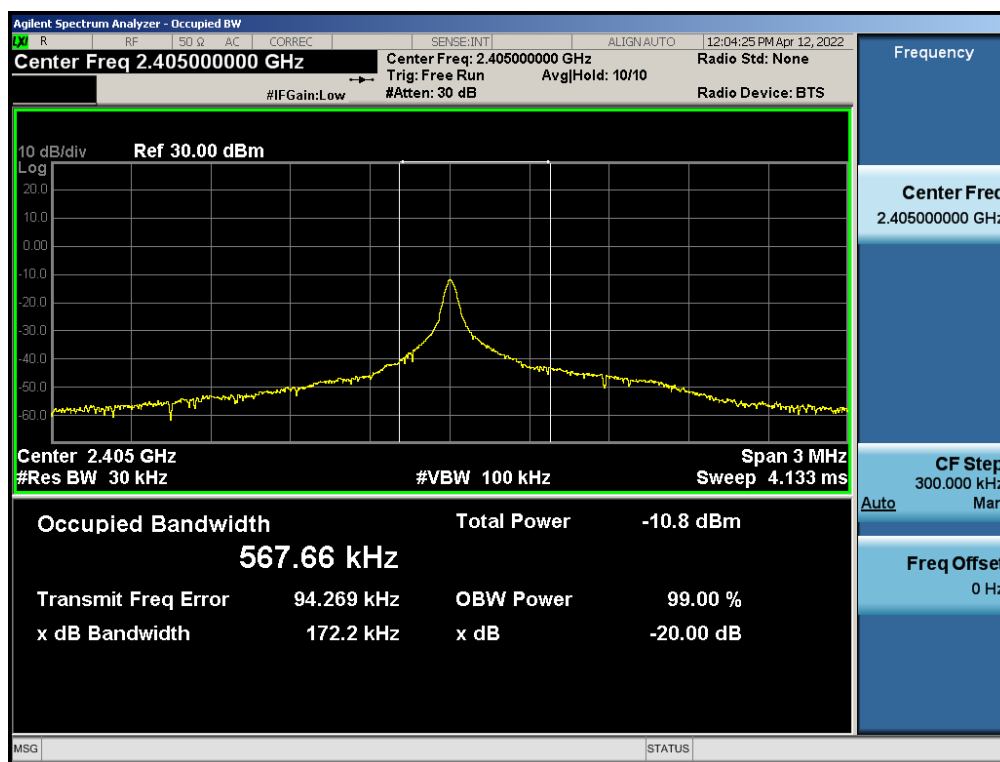 Agilent Spectrum Analyzer - Occupied BW
LXI R RF 50 Ω AC CORREC SENSE:INT ALIGN AUTO 12:04:25 PM Apr 12, 2022
Center Freq 2.405000000 GHz
Center Freq: 2.405000000 GHz Radio Std: None
Trig: Free Run Avg|Hold: 10/10
#IFGain:Low #Atten: 30 dB Radio Device: BTS
10 dB/div Ref 30.00 dBm
Log
20.0
10.0
0.00
-10.0
-20.0
-30.0
-40.0
-50.0
-60.0
Center 2.405 GHz Span 3 MHz
#Res BW 30 kHz #VBW 100 kHz Sweep 4.133 ms
Occupied Bandwidth Total Power -10.8 dBm
567.66 kHz
Transmit Freq Error 94.269 kHz OBW Power 99.00 %
x dB Bandwidth 172.2 kHz x dB -20.00 dB
MSG STATUS
Frequency
Center Freq
2.405000000 GHz
CF Step
300.000 kHz
Auto Man
Freq Offset
0 Hz